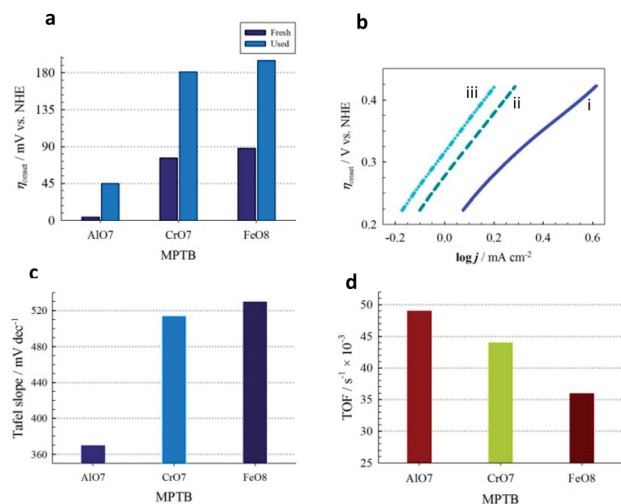 a
Fresh
Used
η onset / mV vs. NHE
180
135
90
45
0
AlO7
CrO7
FeO8
MPTB
b
iii
ii
i
η onset / V vs. NHE
0.4
0.3
0.2
-0.2
0.0
0.2
0.4
0.6
log j / mA cm-2
c
Tafel slope / mV dec−1
520
480
440
400
360
AlO7
CrO7
FeO8
MPTB
d
TOF / s−1 × 10−3
50
45
40
35
30
25
AlO7
CrO7
FeO8
MPTB